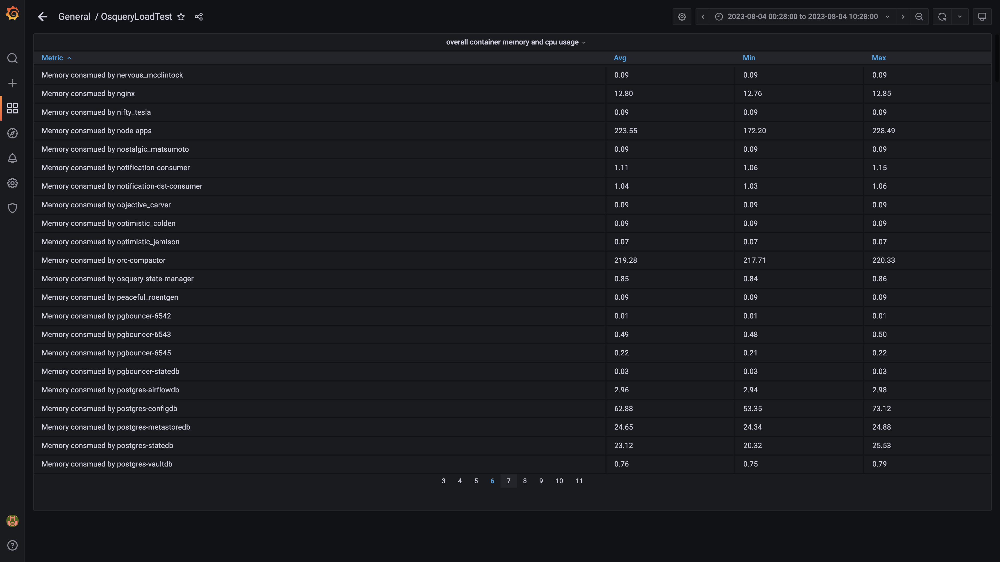 General / OsqueryLoadTest
2023-08-04 00:28:00 to 2023-08-04 10:28:00
overall container memory and cpu usage
Metric Avg Min Max
Memory consmued by nervous_mcclintock 0.09 0.09 0.09
Memory consmued by nginx 12.80 12.76 12.85
Memory consmued by nifty_tesla 0.09 0.09 0.09
Memory consmued by node-apps 223.55 172.20 228.49
Memory consmued by nostalgic_matsumoto 0.09 0.09 0.09
Memory consmued by notification-consumer 1.11 1.06 1.15
Memory consmued by notification-dst-consumer 1.04 1.03 1.06
Memory consmued by objective_carver 0.09 0.09 0.09
Memory consmued by optimistic_colden 0.09 0.09 0.09
Memory consmued by optimistic_jemison 0.07 0.07 0.07
Memory consmued by orc-compactor 219.28 217.71 220.33
Memory consmued by osquery-state-manager 0.85 0.84 0.86
Memory consmued by peaceful_roentgen 0.09 0.09 0.09
Memory consmued by pgbouncer-6542 0.01 0.01 0.01
Memory consmued by pgbouncer-6543 0.49 0.48 0.50
Memory consmued by pgbouncer-6545 0.22 0.21 0.22
Memory consmued by pgbouncer-statedb 0.03 0.03 0.03
Memory consmued by postgres-airflowdb 2.96 2.94 2.98
Memory consmued by postgres-configdb 62.88 53.35 73.12
Memory consmued by postgres-metastoredb 24.65 24.34 24.88
Memory consmued by postgres-statedb 23.12 20.32 25.53
Memory consmued by postgres-vaultdb 0.76 0.75 0.79
3 4 5 6 7 8 9 10 11